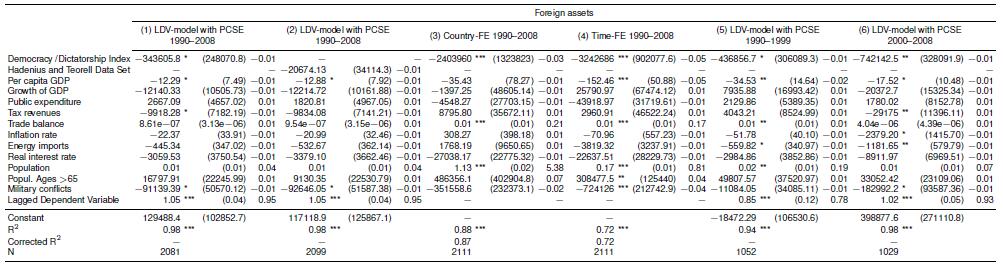 Foreign assets
(1) LDV-model with PCSE 1990–2008 (2) LDV-model with PCSE 1990–2008 (3) Country-FE 1990–2008 (4) Time-FE 1990–2008 (5) LDV-model with PCSE 1990–1999 (6) LDV-model with PCSE 2000–2008
Democracy /Dictatorship Index −343605.8 * (248070.8) −0.01 – – −2403960 *** (1323823) −0.03 −3242686 *** (902077.6) −0.05 −436856.7 * (306089.3) −0.01 −742142.5 ** (328091.9) −0.01
Hadenius and Teorell Data Set – −20674.13 (34114.3) −0.01 – – – –
Per capita GDP −12.29 * (7.49) −0.01 −12.88 * (7.92) −0.01 −35.43 (78.27) −0.01 −152.46 *** (50.88) −0.05 −34.53 ** (14.64) −0.02 −17.52 * (10.48) −0.01
Growth of GDP −12140.33 (10505.73) −0.01 −12214.72 (10161.88) −0.01 −1397.25 (48605.14) −0.01 25790.97 (67474.12) 0.01 7935.88 (16993.42) 0.01 −20372.7 (15325.34) −0.01
Public expenditure 2667.09 (4657.02) 0.01 1820.81 (4967.05) 0.01 −4548.27 (27703.15) −0.01 −43918.97 (31719.61) −0.01 2129.86 (5389.35) 0.01 1780.02 (8152.78) 0.01
Tax revenues −9918.28 * (7182.19) −0.01 −9834.08 (7141.21) −0.01 8795.80 (35672.11) 0.01 2960.91 (46522.24) 0.01 4043.21 (8524.99) 0.01 −29175 ** (11396.11) 0.01
Trade balance 8.61e−07 (3.13e−06) 0.01 9.54e−07 (3.15e−06) 0.01 0.01 ** (0.01) 0.21 0.01 ** (0.01) 0.17 0.01 ** (0.01) 0.01 4.04e−06 (4.39e−06) 0.01
Inflation rate −22.37 (33.91) −0.01 −20.99 (32.46) −0.01 308.27 (398.18) 0.01 −70.96 (557.23) −0.01 −51.78 (40.10) −0.01 −2379.20 * (1415.70) −0.01
Energy imports −445.34 (347.02) −0.01 −532.67 (362.14) −0.01 1768.19 (9650.65) 0.01 −3819.32 (3237.91) −0.01 −559.82 * (340.97) −0.01 −1181.65 ** (579.79) −0.01
Real interest rate −3059.53 (3750.54) −0.01 −3379.10 (3662.46) −0.01 −27038.17 (22775.32) −0.01 −22637.51 (28229.73) −0.01 −2984.86 (3852.86) −0.01 −8911.97 (6969.51) −0.01
Population 0.01 (0.01) 0.04 0.01 (0.01) 0.04 1.13 *** (0.02) 5.38 0.17 *** (0.01) 0.81 0.02 ** (0.01) 0.19 0.01 (0.01) 0.07
Popul. Ages >65 16797.91 (22245.99) 0.01 9130.35 (22530.79) 0.01 486356.1 (402904.8) 0.07 308477.5 ** (125440) 0.04 49807.57 (37520.97) 0.01 33052.42 (23109.06) 0.01
Military conflicts −91139.39 * (50570.12) −0.01 −92646.05 * (51587.38) −0.01 −351558.6 (232373.1) −0.02 −724126 *** (212742.9) −0.04 −11084.05 (34085.11) −0.01 −182992.2 * (93587.36) −0.01
Lagged Dependent Variable 1.05 *** (0.04) 0.95 1.05 *** (0.04) 0.95 – – 0.85 *** (0.12) 0.78 1.02 *** (0.05) 0.93
Constant 129488.4 (102852.7) 117118.9 (125867.1) – – −18472.29 (106530.6) 398877.6 (271110.8)
R2 0.98 *** 0.98 *** 0.88 *** 0.72 *** 0.94 *** 0.98 ***
Corrected R2 – – 0.87 0.72 – –
N 2081 2099 2111 2111 1052 1029